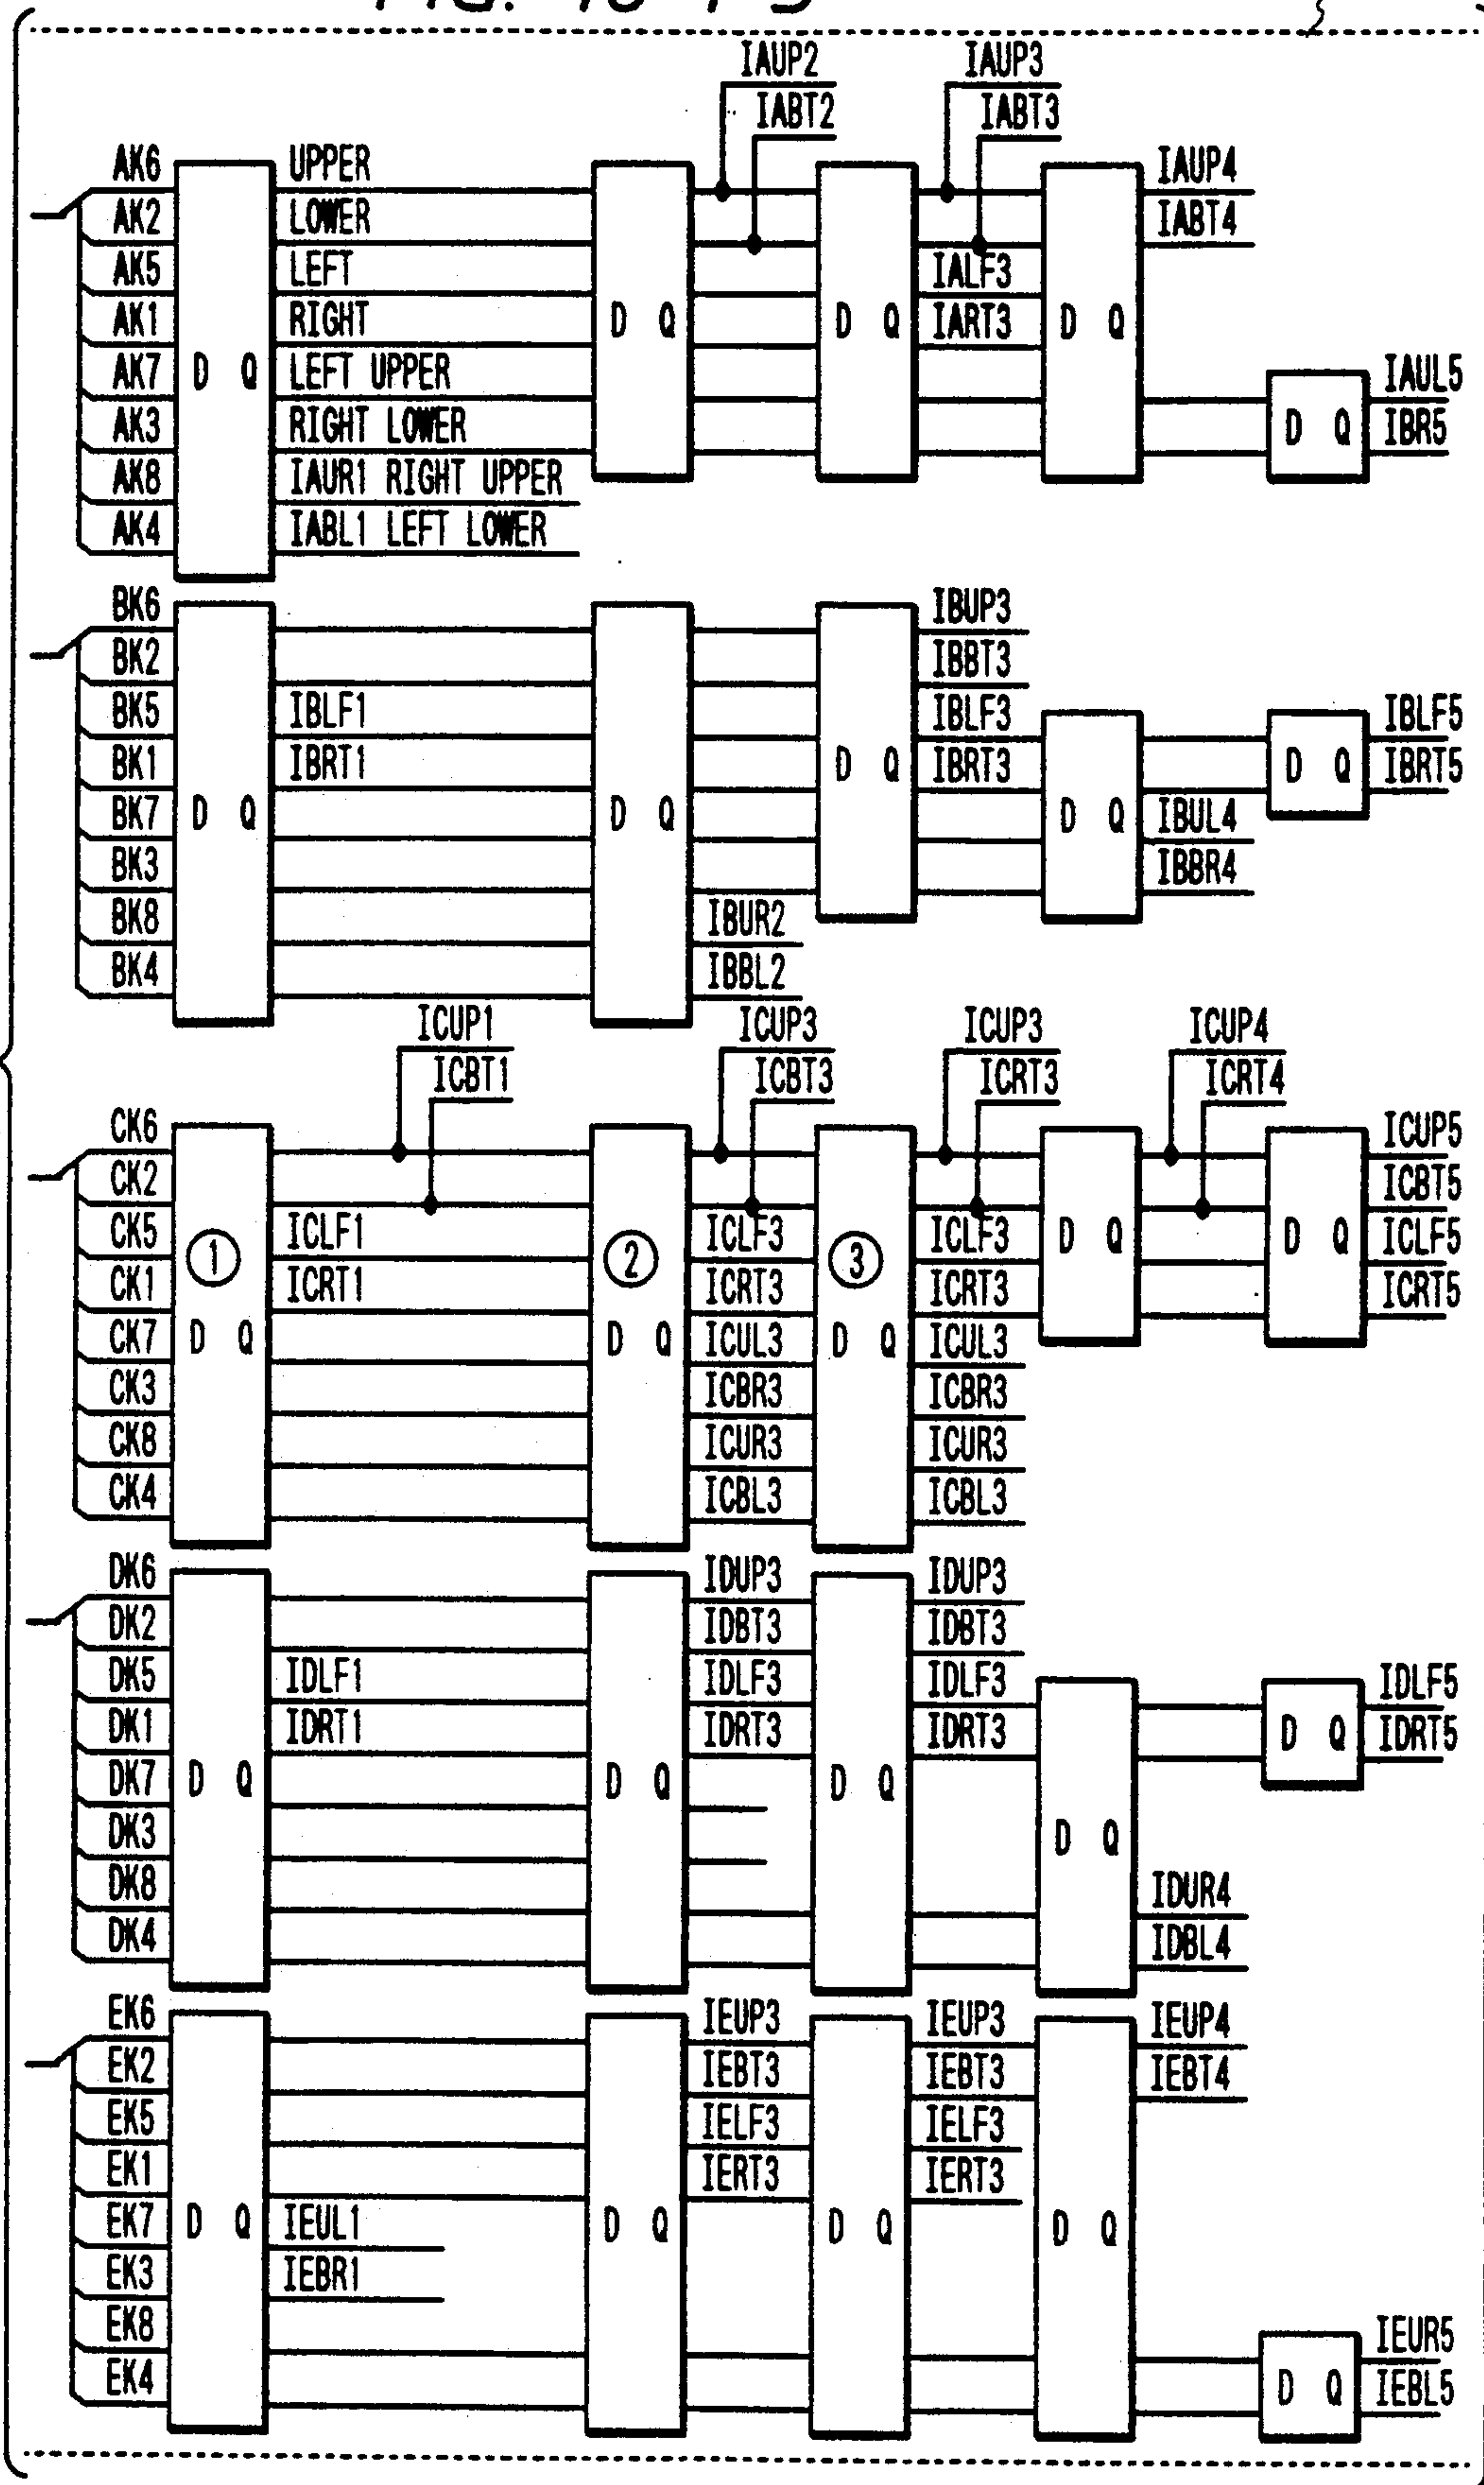 IAUP2 IAUP3
IABT2 IABT3
AK6 UPPER IAUP4
AK2 LOWER IABT4
AK5 LEFT IALF3
AK1 RIGHT D Q D Q IART3 D Q
AK7 D Q LEFT UPPER IAUL5
AK3 RIGHT LOWER D Q IBR5
AK8 IAUR1 RIGHT UPPER
AK4 IABL1 LEFT LOWER
BK6 IBUP3
BK2 IBBT3
BK5 IBLF1 IBLF3 IBLF5
BK1 IBRT1 D Q IBRT3 D Q IBRT5
BK7 D Q D Q D Q IBUL4
BK3 IBBR4
BK8 IBUR2
BK4 IBBL2
ICUP1 ICUP3 ICUP3 ICUP4
ICBT1 ICBT3 ICRT3 ICRT4
CK6 ICUP5
CK2 ICBT5
CK5 1 ICLF1 2 ICLF3 3 ICLF3 D Q D Q ICLF5
CK1 ICRT1 ICRT3 ICRT3 ICRT5
CK7 D Q D Q ICUL3 D Q ICUL3
CK3 ICBR3 ICBR3
CK8 ICUR3 ICUR3
CK4 ICBL3 ICBL3
DK6 IDUP3 IDUP3
DK2 IDBT3 IDBT3
DK5 IDLF1 IDLF3 IDLF3 IDLF5
DK1 IDRT1 IDRT3 IDRT3 D Q IDRT5
DK7 D Q D Q D Q
DK3 D Q
DK8 IDUR4
DK4 IDBL4
EK6 IEUP3 IEUP3 IEUP4
EK2 IEBT3 IEBT3 IEBT4
EK5 IELF3 IELF3
EK1 IERT3 IERT3
EK7 D Q IEUL1 D Q D Q D Q
EK3 IEBR1
EK8 IEUR5
EK4 D Q IEBL5